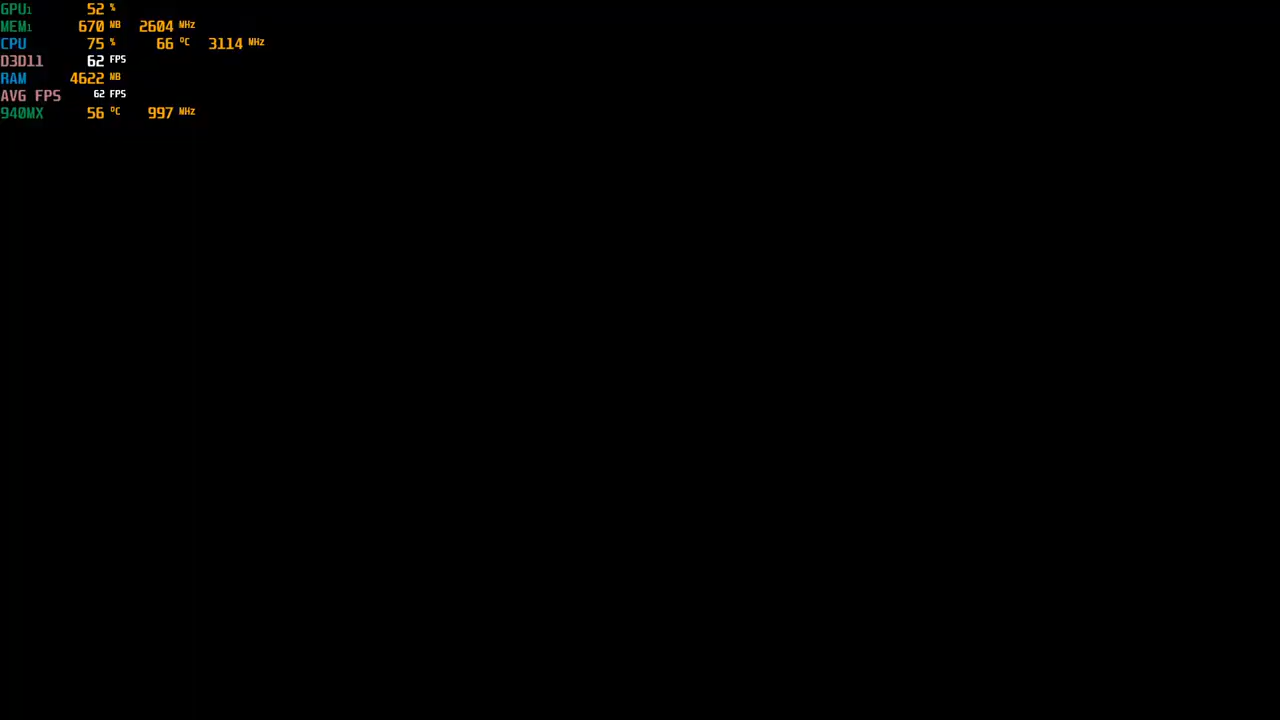 GPU1 52 %
MEM1 670 MB 2604 MHz
CPU 75 % 66 °C 3114 MHz
D3D11 62 FPS
RAM 4622 MB
AVG FPS 62 FPS
940MX 56 °C 997 MHz